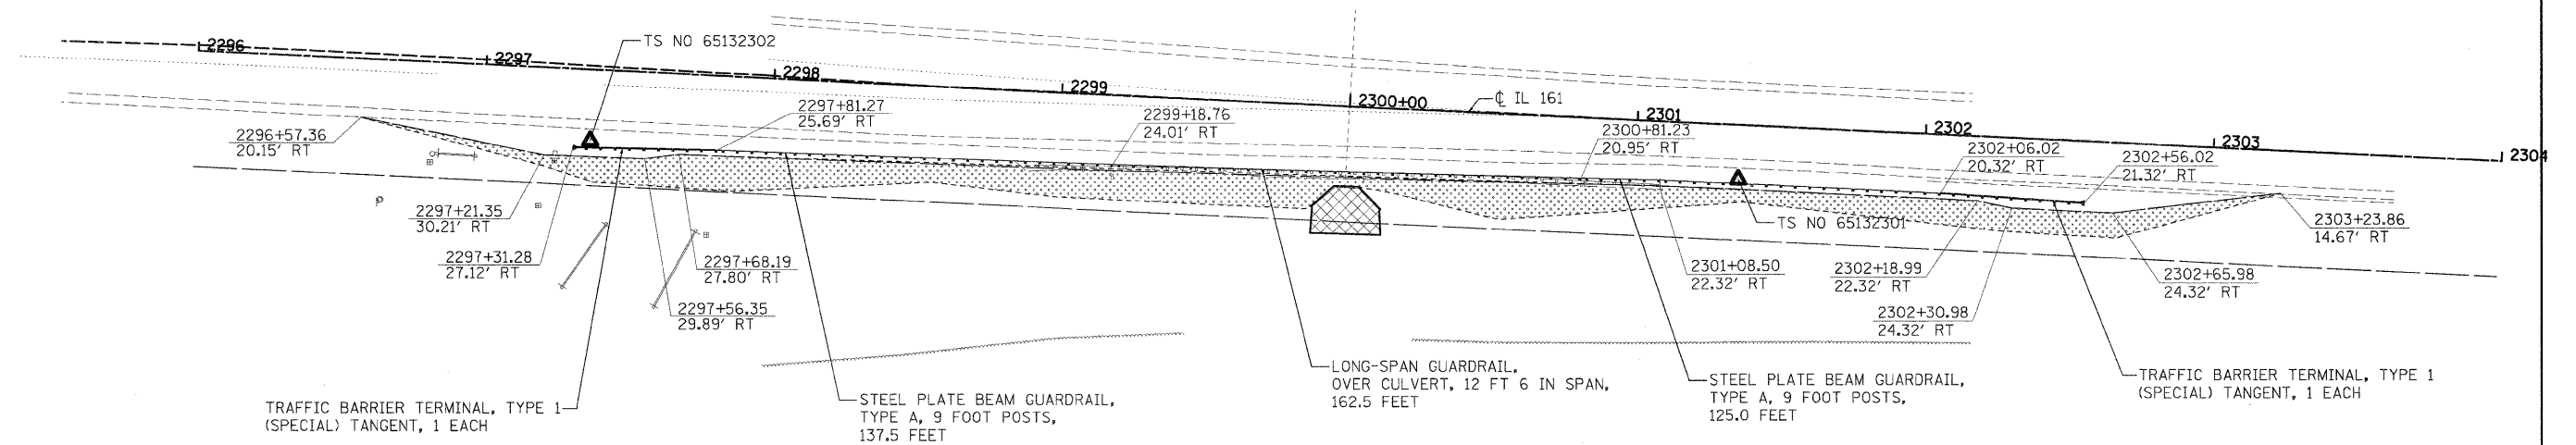 2296
2297
2298
2299
2300+00
2301
2302
2303
2304
TS NO 65132302
℄ IL 161
2296+57.36
20.15' RT
2297+81.27
25.69' RT
2299+18.76
24.01' RT
2300+81.23
20.95' RT
2302+06.02
20.32' RT
2302+56.02
21.32' RT
2297+21.35
30.21' RT
2297+31.28
27.12' RT
2297+68.19
27.80' RT
2297+56.35
29.89' RT
TS NO 65132301
2301+08.50
22.32' RT
2302+18.99
22.32' RT
2302+30.98
24.32' RT
2302+65.98
24.32' RT
2303+23.86
14.67' RT
TRAFFIC BARRIER TERMINAL, TYPE 1
(SPECIAL) TANGENT, 1 EACH
STEEL PLATE BEAM GUARDRAIL,
TYPE A, 9 FOOT POSTS,
137.5 FEET
LONG-SPAN GUARDRAIL,
OVER CULVERT, 12 FT 6 IN SPAN,
162.5 FEET
STEEL PLATE BEAM GUARDRAIL,
TYPE A, 9 FOOT POSTS,
125.0 FEET
TRAFFIC BARRIER TERMINAL, TYPE 1
(SPECIAL) TANGENT, 1 EACH